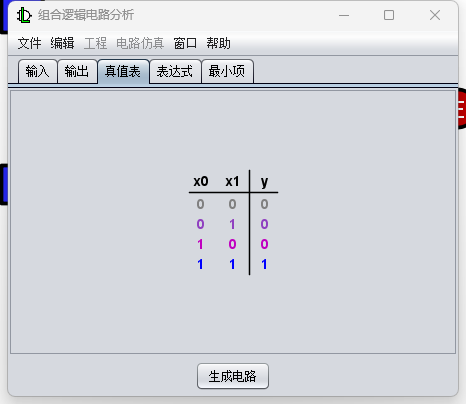 组合逻辑电路分析
文件 编辑 工程 电路仿真 窗口 帮助
输入 输出 真值表 表达式 最小项
x0 x1 y
0 0 0
0 1 0
1 0 0
1 1 1
生成电路